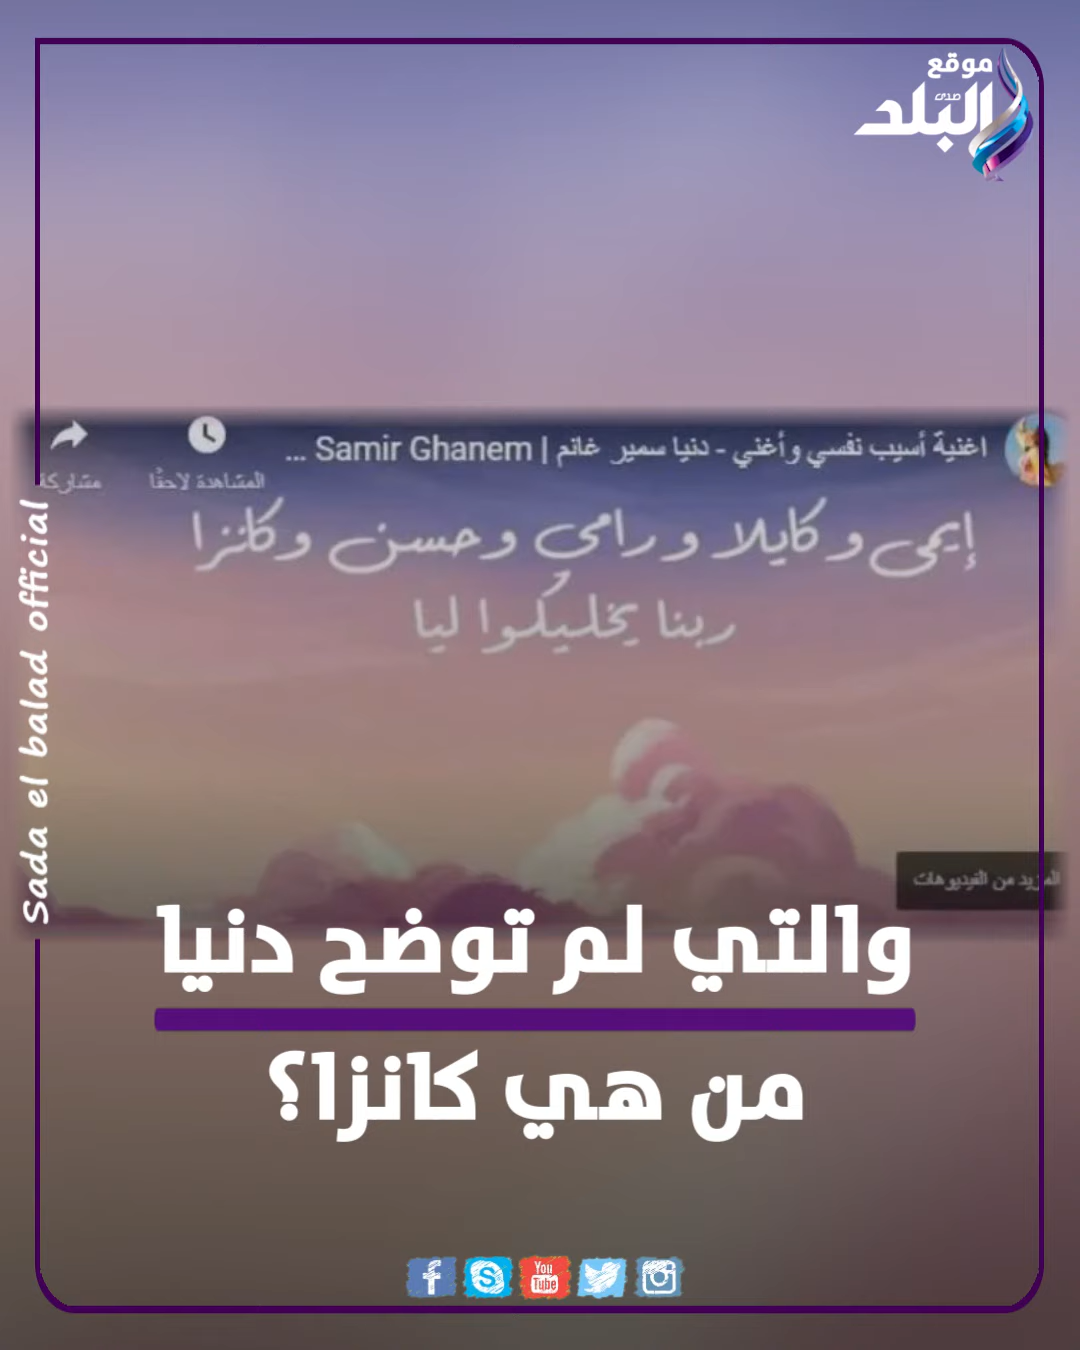 موقع
صدى
البلد
اغنية أسيب نفسي وأغني - دنيا سمير غانم | Samir Ghanem ...
المشاهدة لاحقًا
مشاركة
إيمي وكايلا ورامي وحسن وكانزا
ربنا يخليكوا ليا
Sada el balad official
المزيد من الفيديوهات
والتي لم توضح دنيا
من هي كانزا؟
f
S
You
Tube